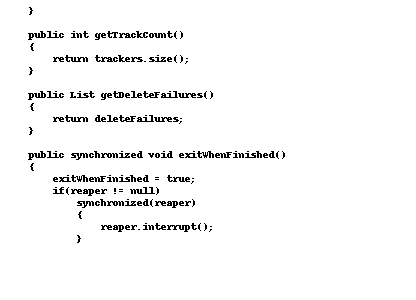 }

public int getTrackCount()
{
    return trackers.size();
}

public List getDeleteFailures()
{
    return deleteFailures;
}

public synchronized void exitWhenFinished()
{
    exitWhenFinished = true;
    if(reaper != null)
        synchronized(reaper)
        {
            reaper.interrupt();
        }